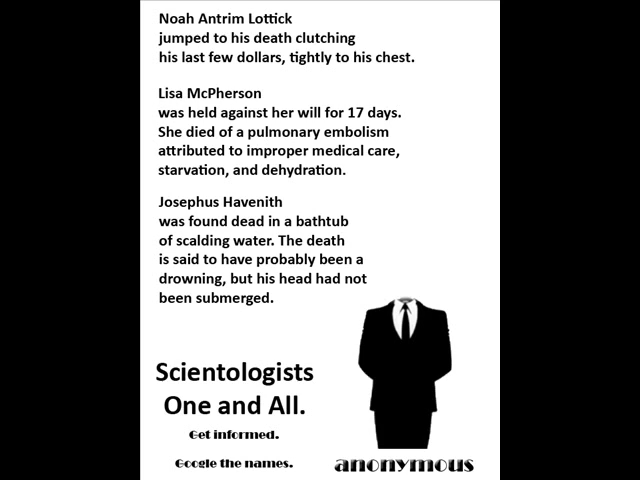 Noah Antrim Lottick
jumped to his death clutching
his last few dollars, tightly to his chest.
Lisa McPherson
was held against her will for 17 days.
She died of a pulmonary embolism
attributed to improper medical care,
starvation, and dehydration.
Josephus Havenith
was found dead in a bathtub
of scalding water. The death
is said to have probably been a
drowning, but his head had not
been submerged.
Scientologists
One and All.
Get informed.
Google the names.
anonymous